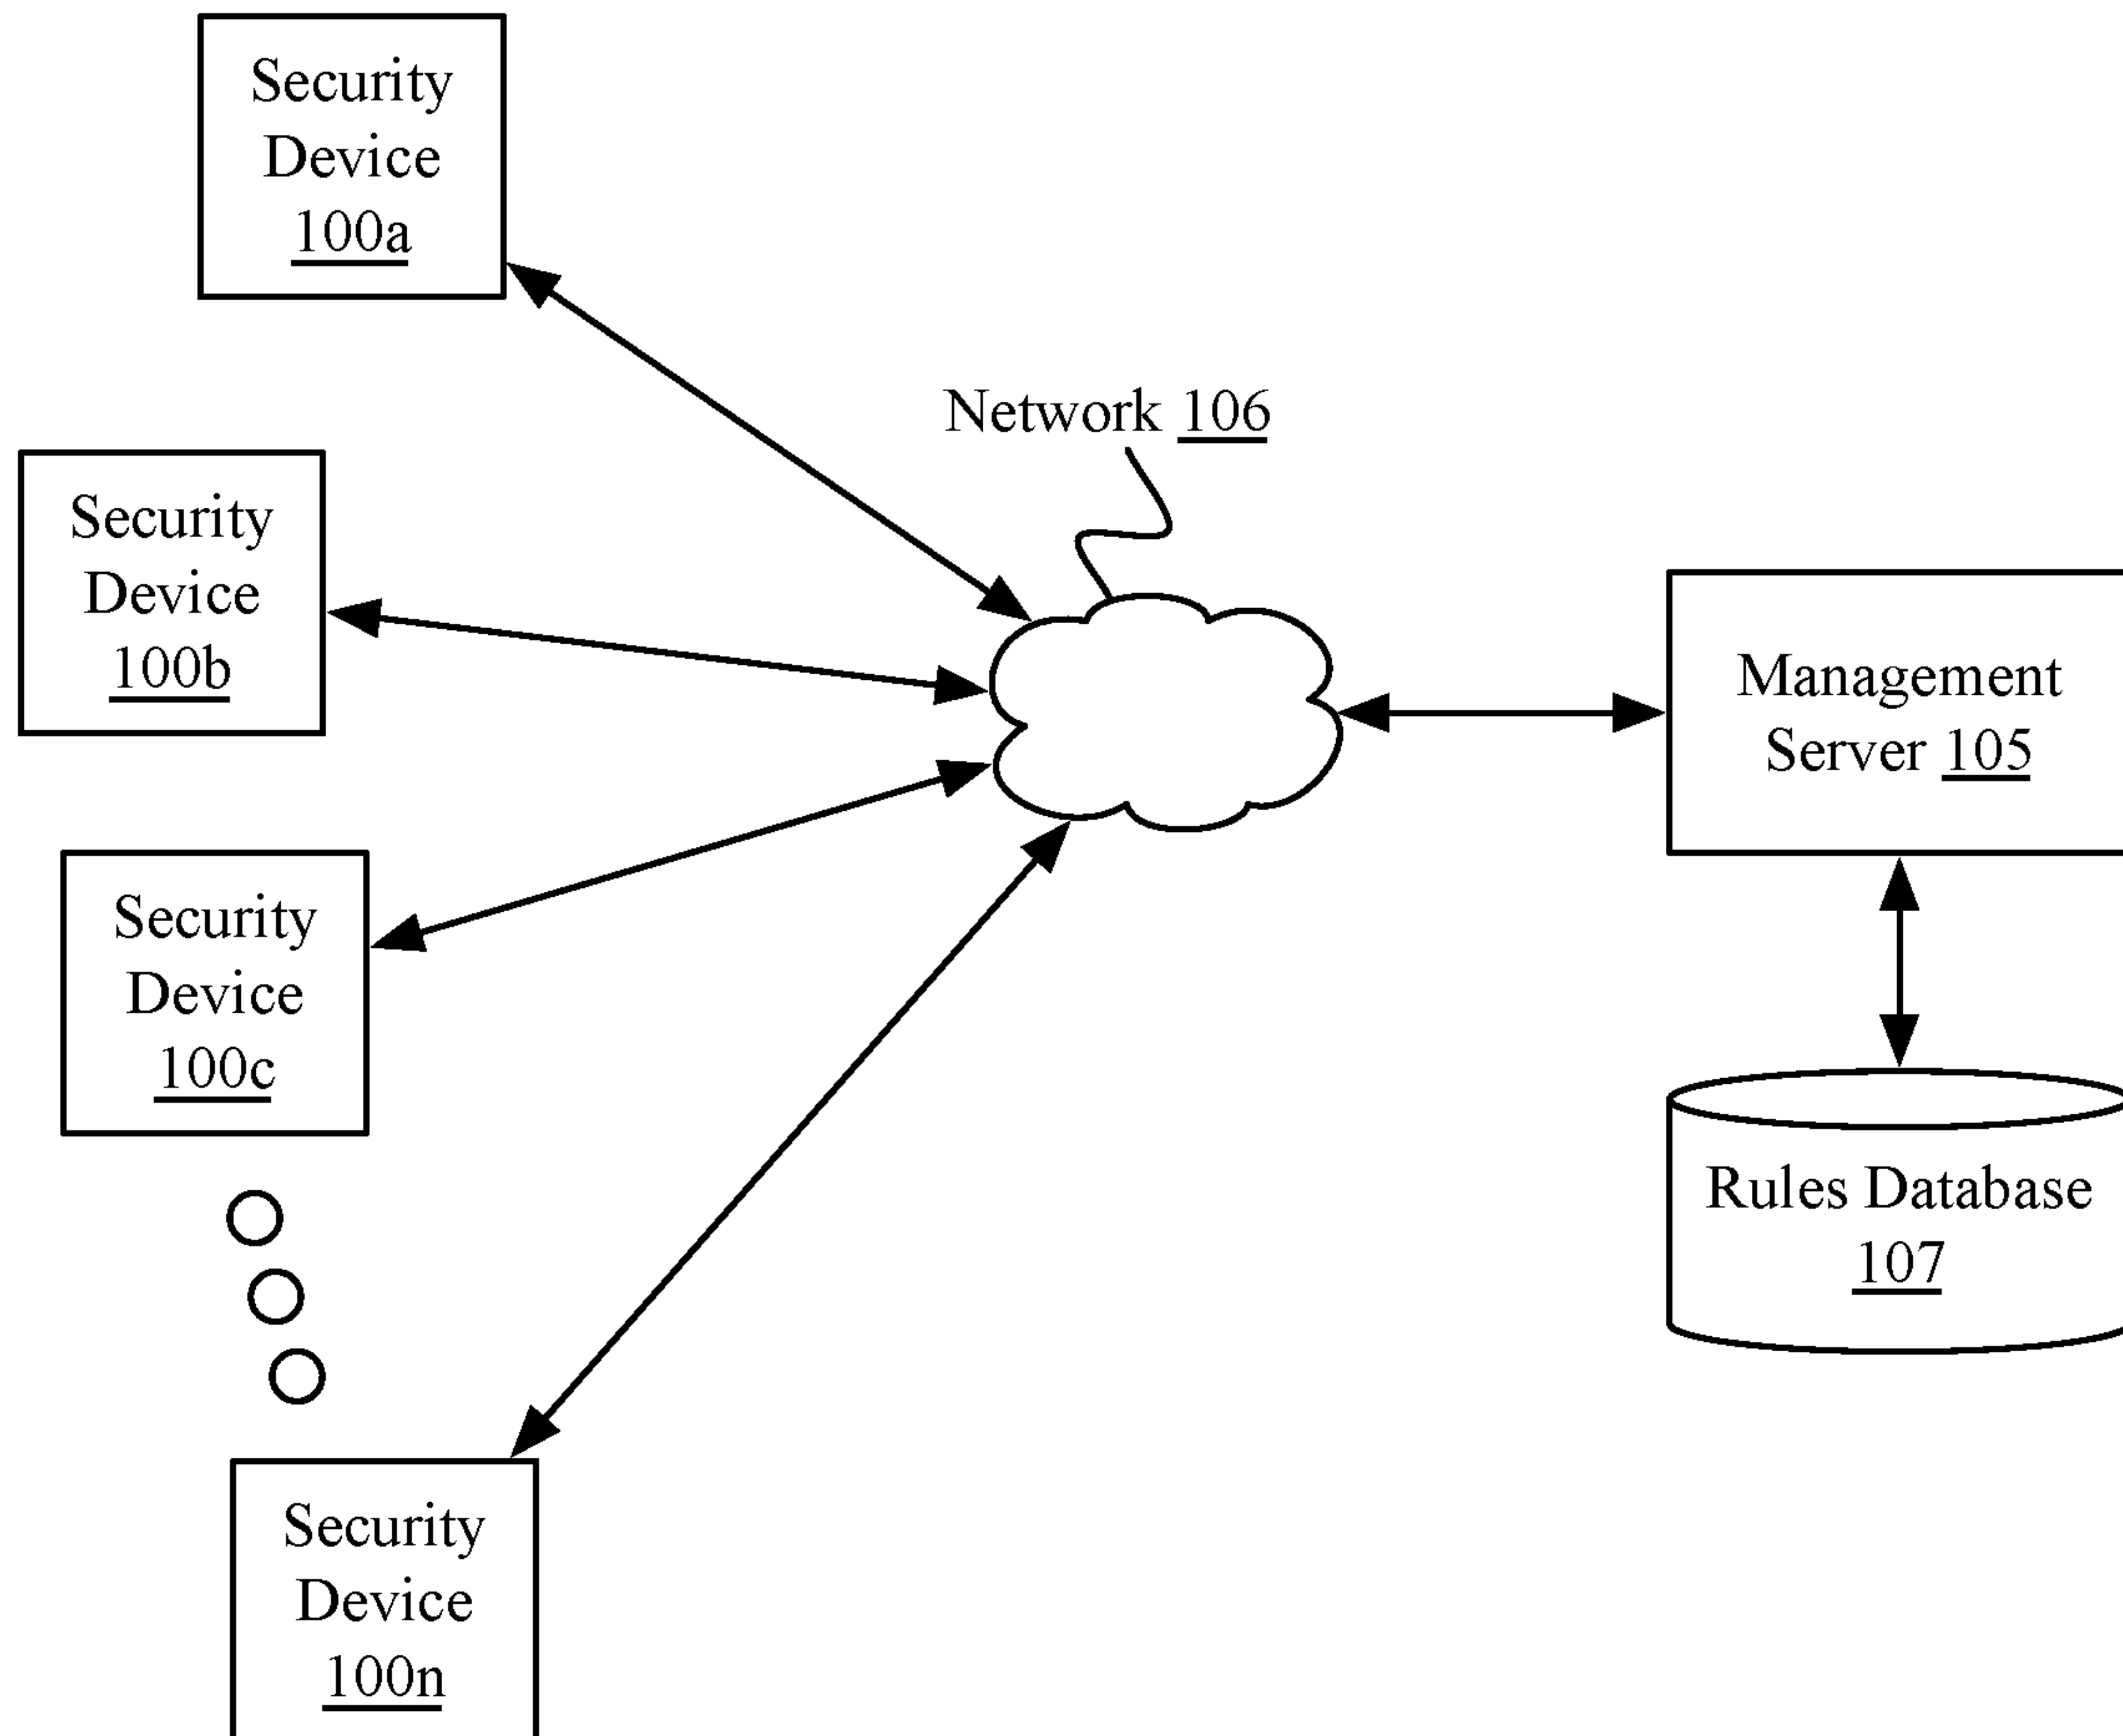 Security
Device
100a
Network 106
Security
Device
100b
Management
Server 105
Security
Device
100c
Rules Database
107
Security
Device
100n